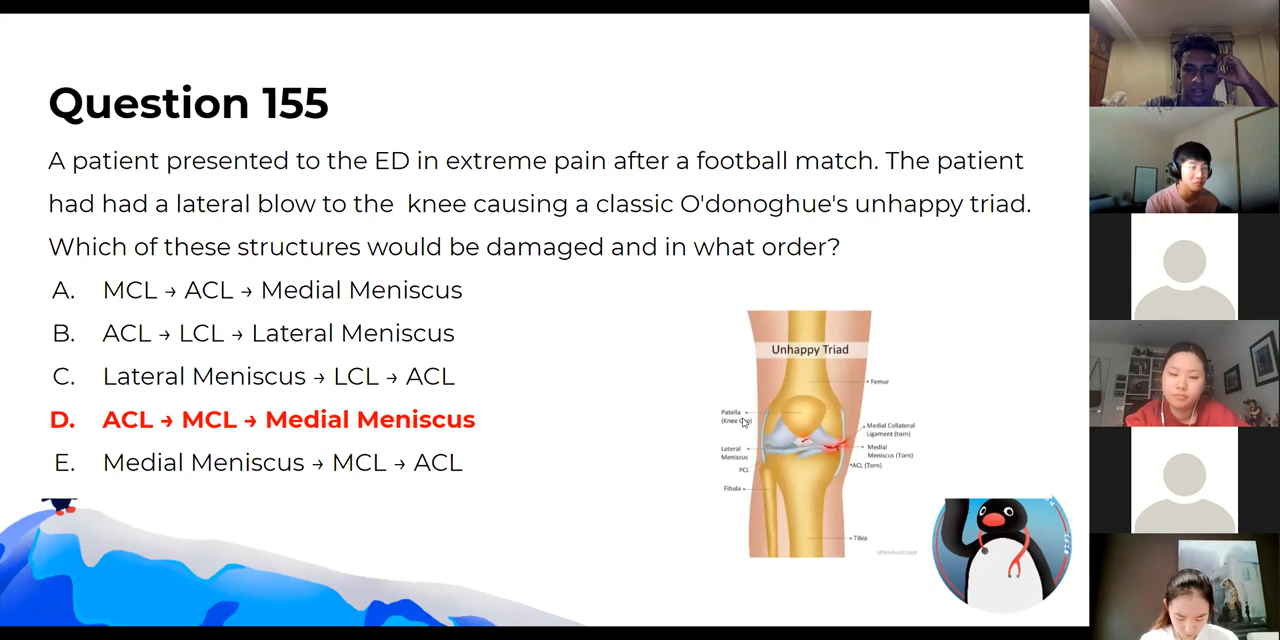 Question 155
A patient presented to the ED in extreme pain after a football match. The patient
had had a lateral blow to the knee causing a classic O'donoghue's unhappy triad.
Which of these structures would be damaged and in what order?
A. MCL → ACL → Medial Meniscus
B. ACL → LCL → Lateral Meniscus
C. Lateral Meniscus → LCL → ACL
D. ACL → MCL → Medial Meniscus
E. Medial Meniscus → MCL → ACL
Unhappy Triad
Femur
Patella
(Knee Cap)
Medial Collateral
Ligament (torn)
Lateral
Meniscus
Medial
Meniscus (Torn)
PCL
ACL (Torn)
Fibula
Tibia